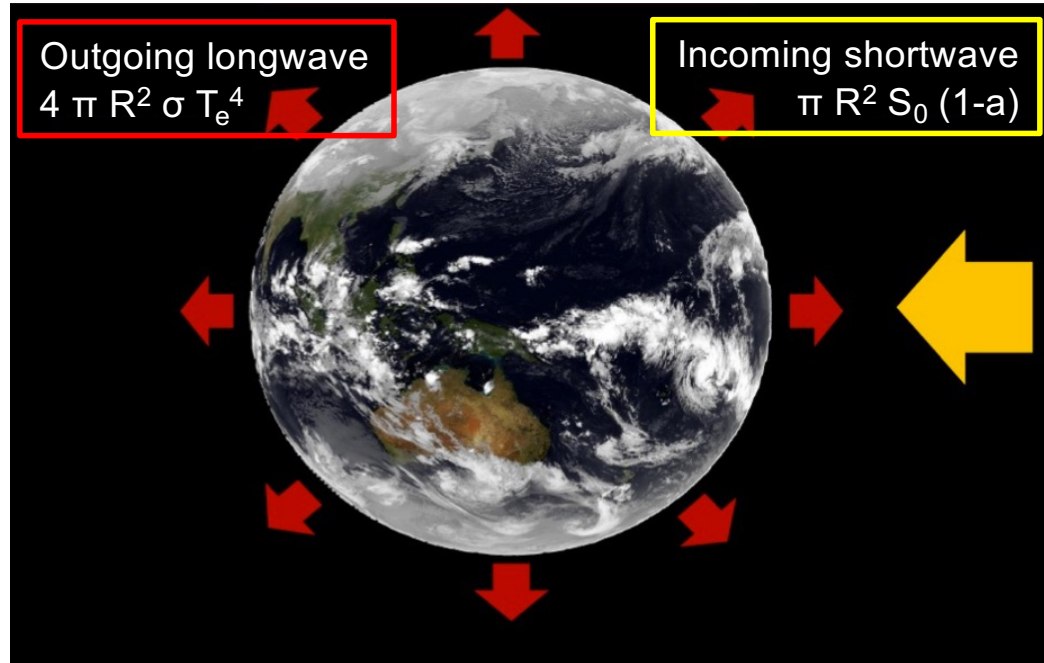 Outgoing longwave
4 π R² σ Tₑ⁴
Incoming shortwave
π R² S₀ (1-a)